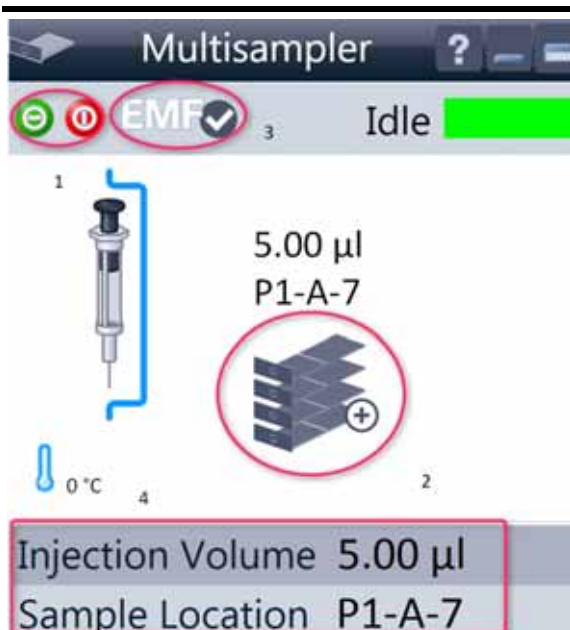 Multisampler ?
EMF 3 Idle
1
5.00 µl
P1-A-7
0 °C 4 2
Injection Volume 5.00 µl
Sample Location P1-A-7